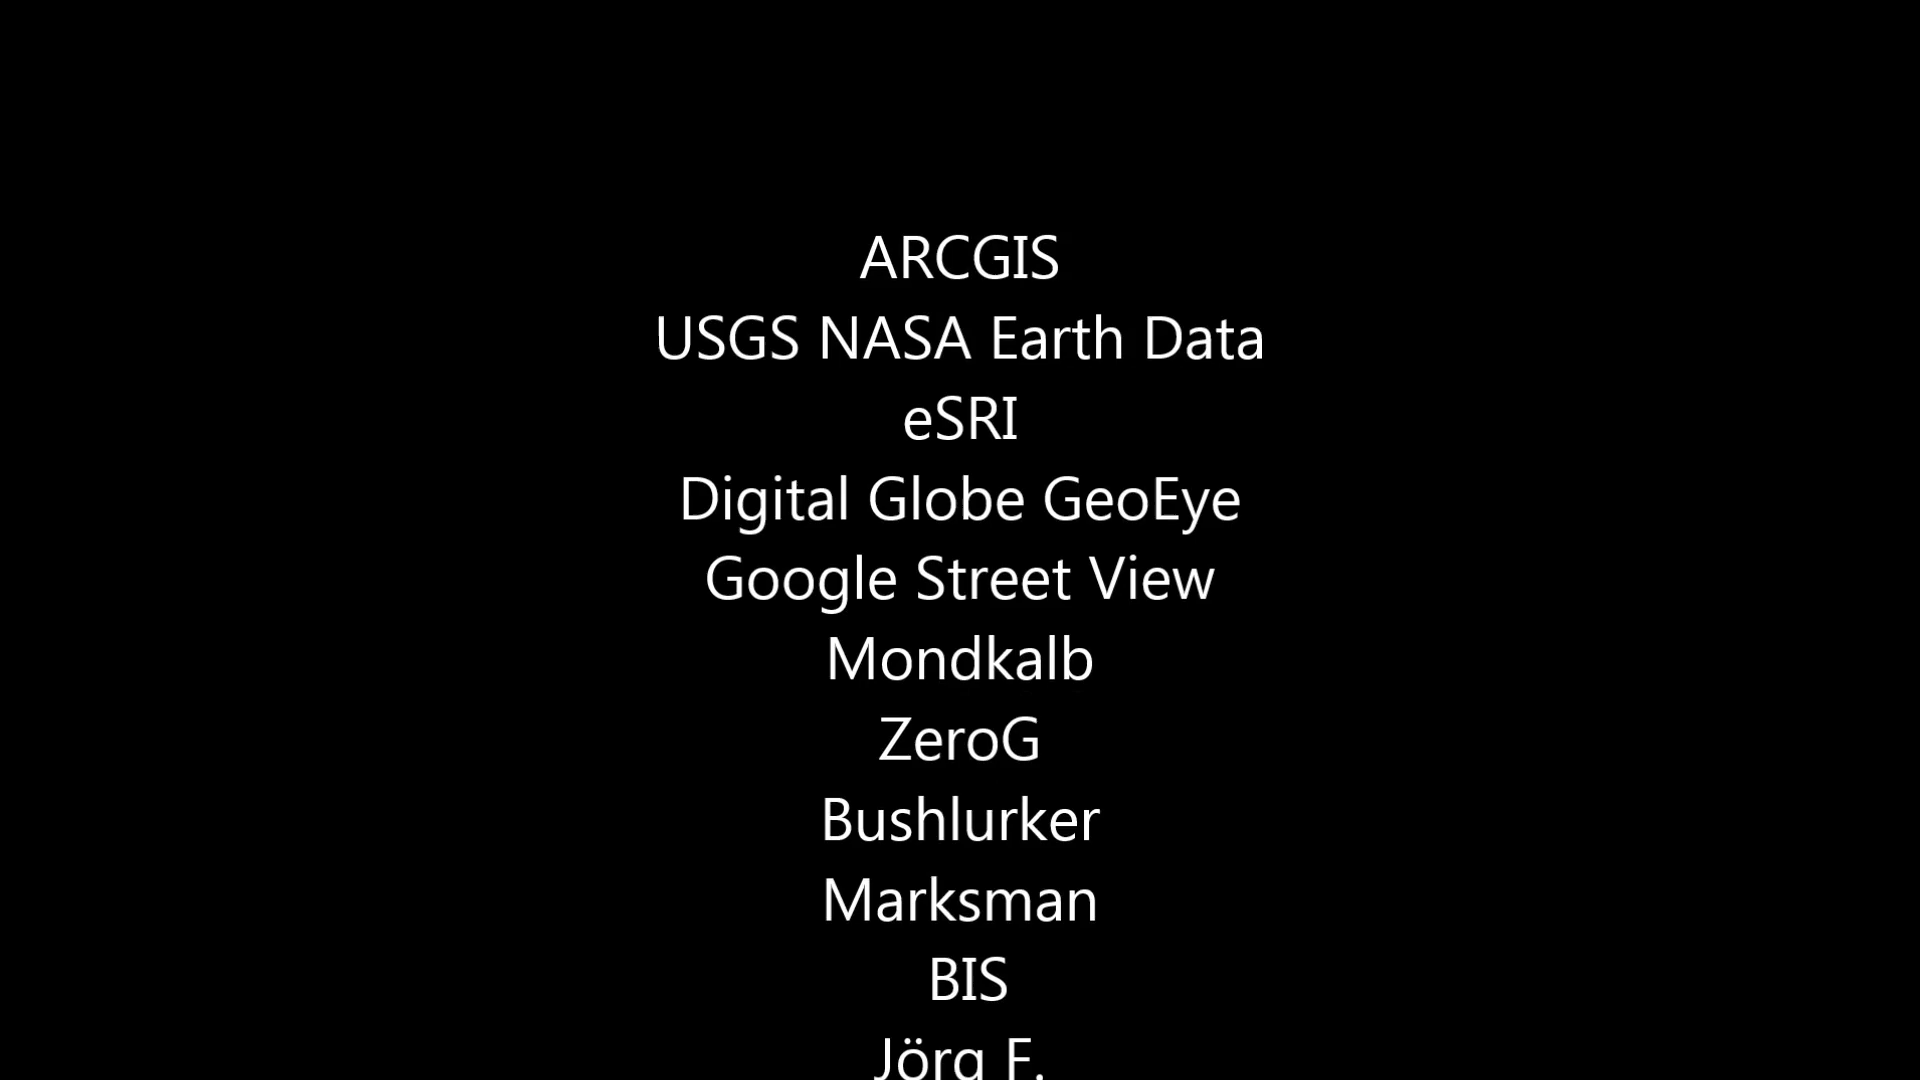 ARCGIS
USGS NASA Earth Data
eSRI
Digital Globe GeoEye
Google Street View
Mondkalb
ZeroG
Bushlurker
Marksman
BIS
Jörg F.